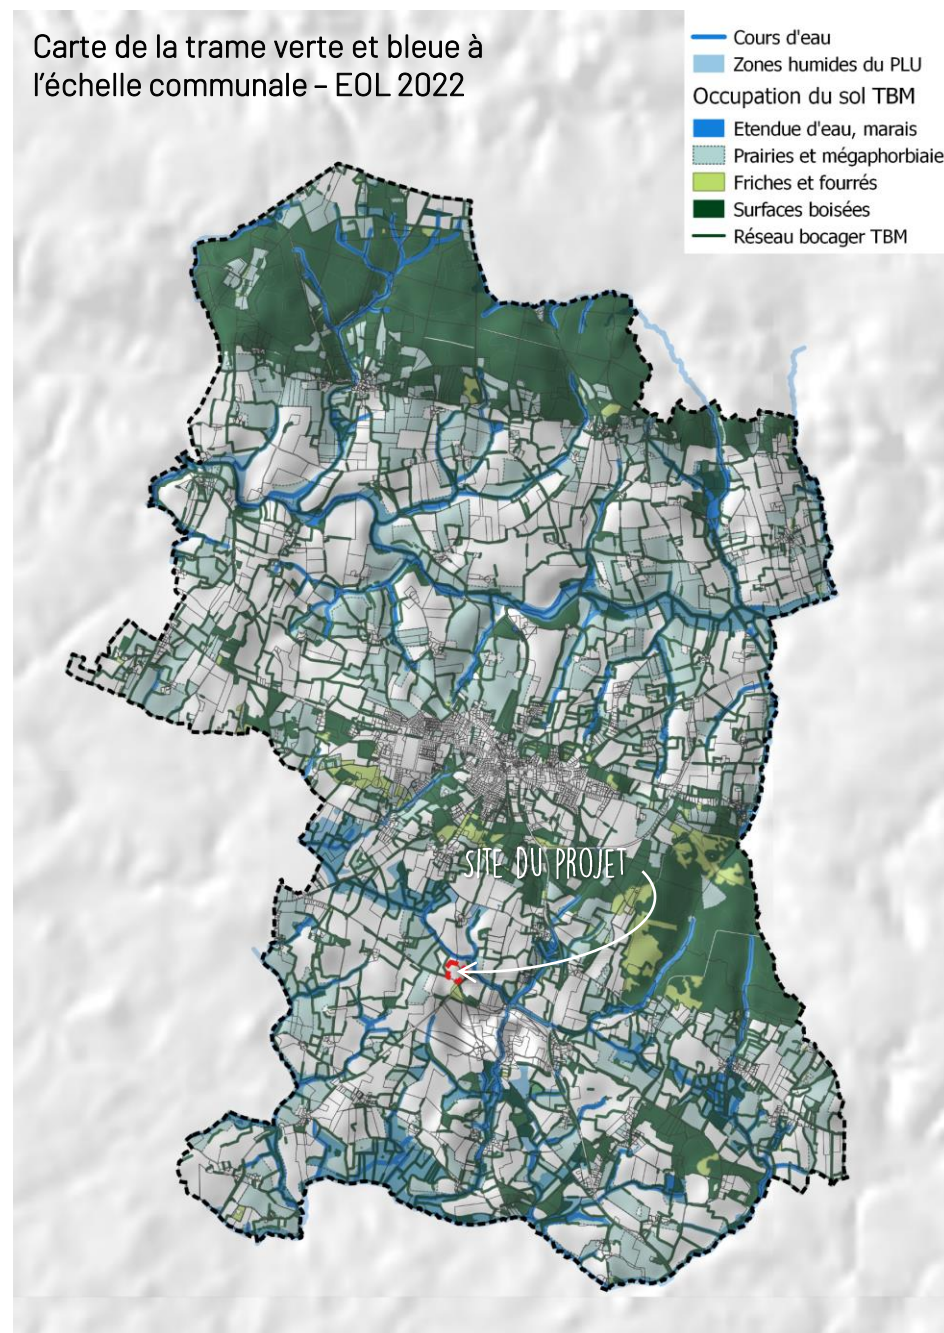 Carte de la trame verte et bleue à
l'échelle communale – EOL 2022
Cours d'eau
Zones humides du PLU
Occupation du sol TBM
Etendue d'eau, marais
Prairies et mégaphorbiaie
Friches et fourrés
Surfaces boisées
Réseau bocager TBM
SITE DU PROJET